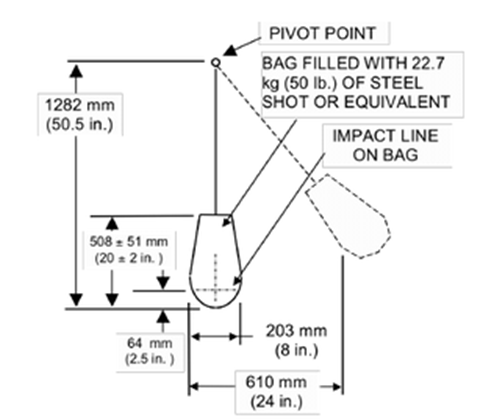 PIVOT POINT
BAG FILLED WITH 22.7
kg (50 lb.) OF STEEL
SHOT OR EQUIVALENT
1282 mm
(50.5 in.)
IMPACT LINE
ON BAG
508 ± 51 mm
(20 ± 2 in. )
64 mm
(2.5 in. )
203 mm
(8 in.)
610 mm
(24 in.)